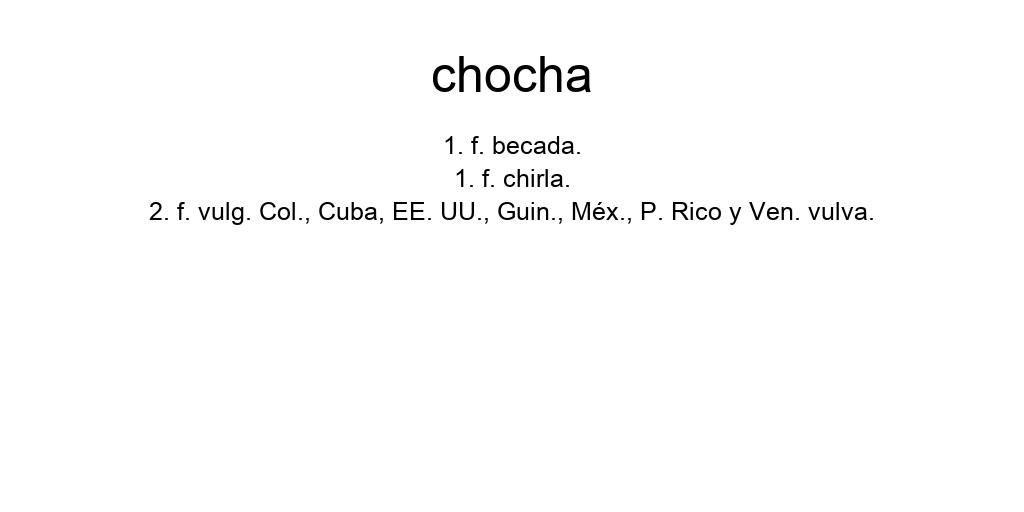 chocha
1. f. becada.
1. f. chirla.
2. f. vulg. Col., Cuba, EE. UU., Guin., Méx., P. Rico y Ven. vulva.